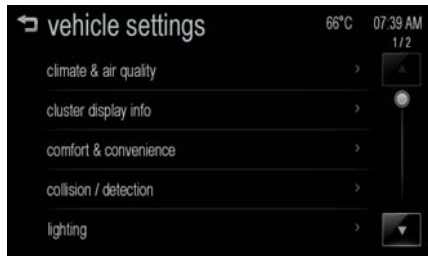 vehicle settings 66°C 07:39 AM
1/2
climate & air quality
cluster display info
comfort & convenience
collision / detection
lighting